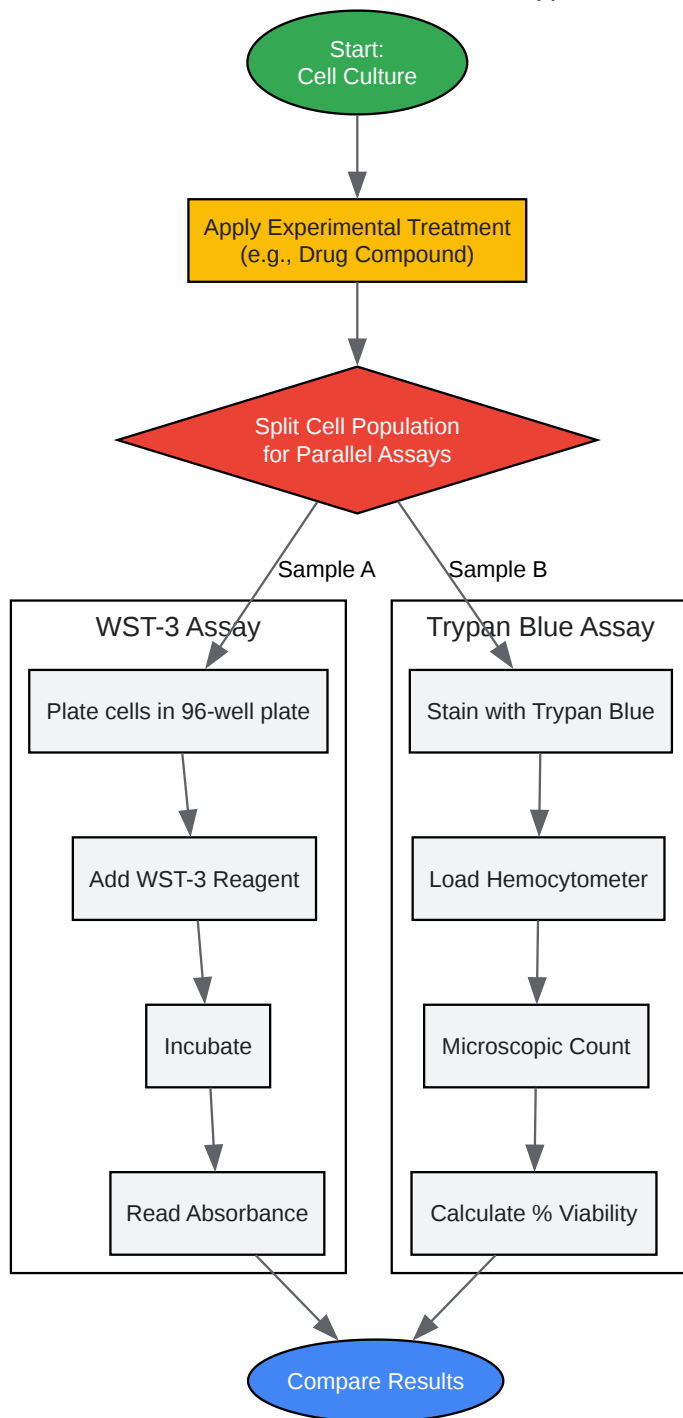 Start:
Cell Culture
Apply Experimental Treatment
(e.g., Drug Compound)
Split Cell Population
for Parallel Assays
Sample A
Sample B
WST-3 Assay
Plate cells in 96-well plate
Add WST-3 Reagent
Incubate
Read Absorbance
Trypan Blue Assay
Stain with Trypan Blue
Load Hemocytometer
Microscopic Count
Calculate % Viability
Compare Results